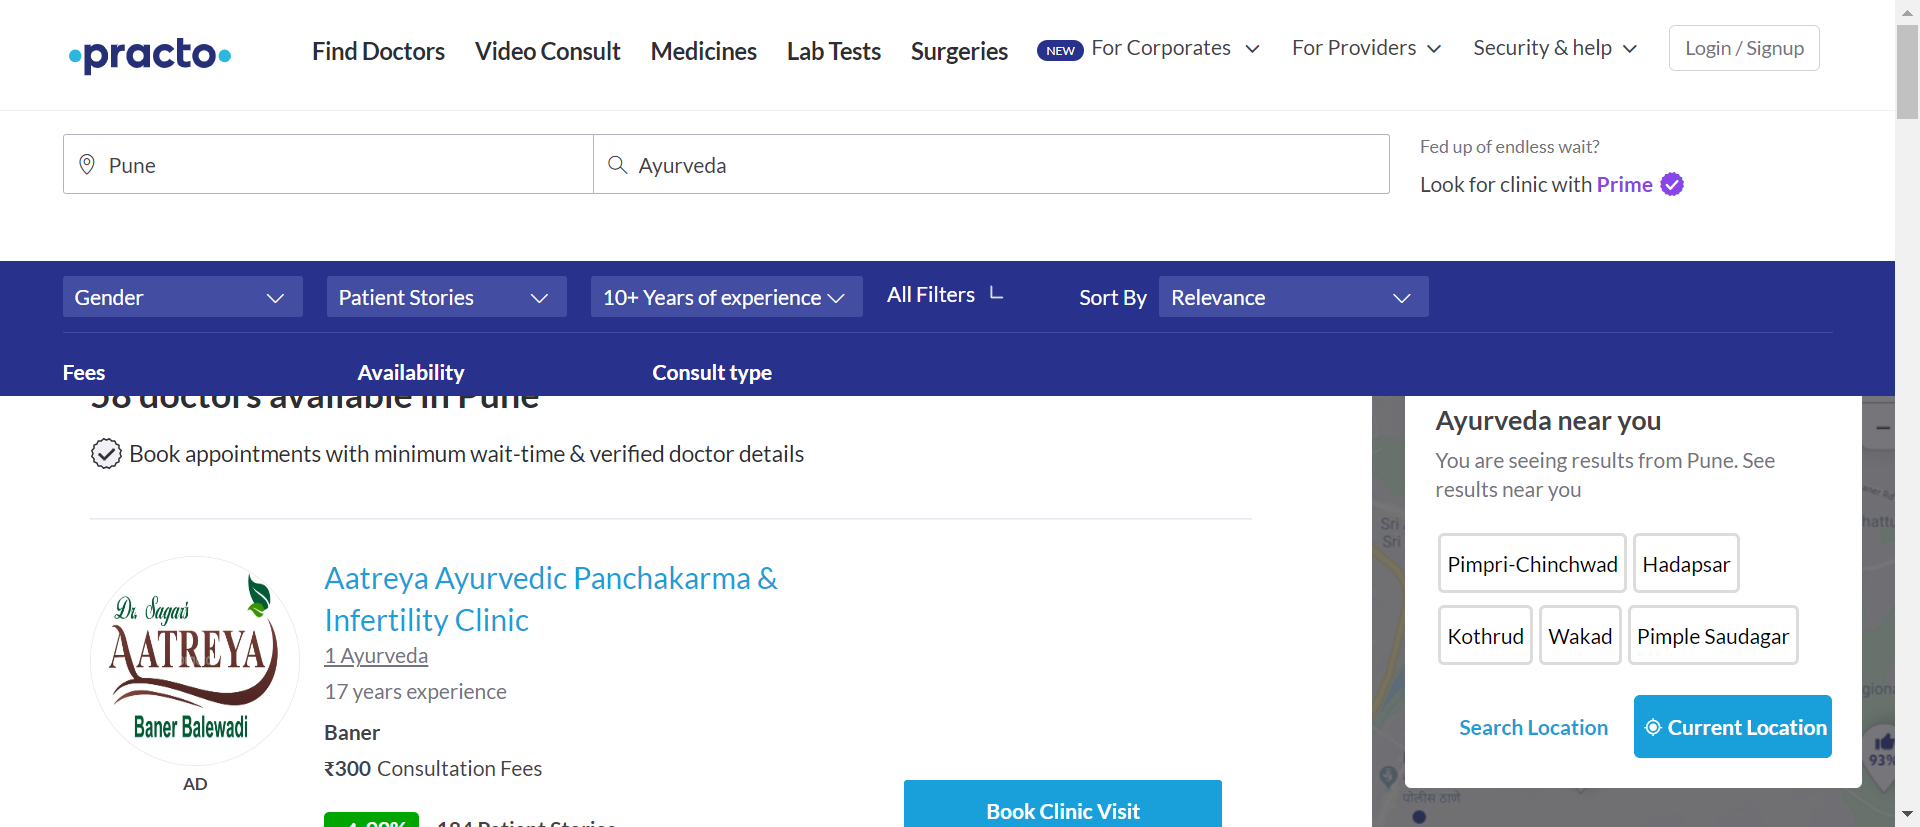 practo
Find Doctors
Video Consult
Medicines
Lab Tests
Surgeries
NEW For Corporates
For Providers
Security & help
Login / Signup
Pune
Ayurveda
Fed up of endless wait?
Look for clinic with Prime
Gender
Patient Stories
10+ Years of experience
All Filters
Sort By
Relevance
Fees
Availability
Consult type
58 doctors available in Pune
Book appointments with minimum wait-time & verified doctor details
Dr. Sagar's
AATREYA
Baner Balewadi
AD
Aatreya Ayurvedic Panchakarma &
Infertility Clinic
1 Ayurveda
17 years experience
Baner
₹300 Consultation Fees
184 Patient Stories
Book Clinic Visit
Ayurveda near you
You are seeing results from Pune. See
results near you
Pimpri-Chinchwad
Hadapsar
Kothrud
Wakad
Pimple Saudagar
Search Location
Current Location
93%
पोलीस ठाणे